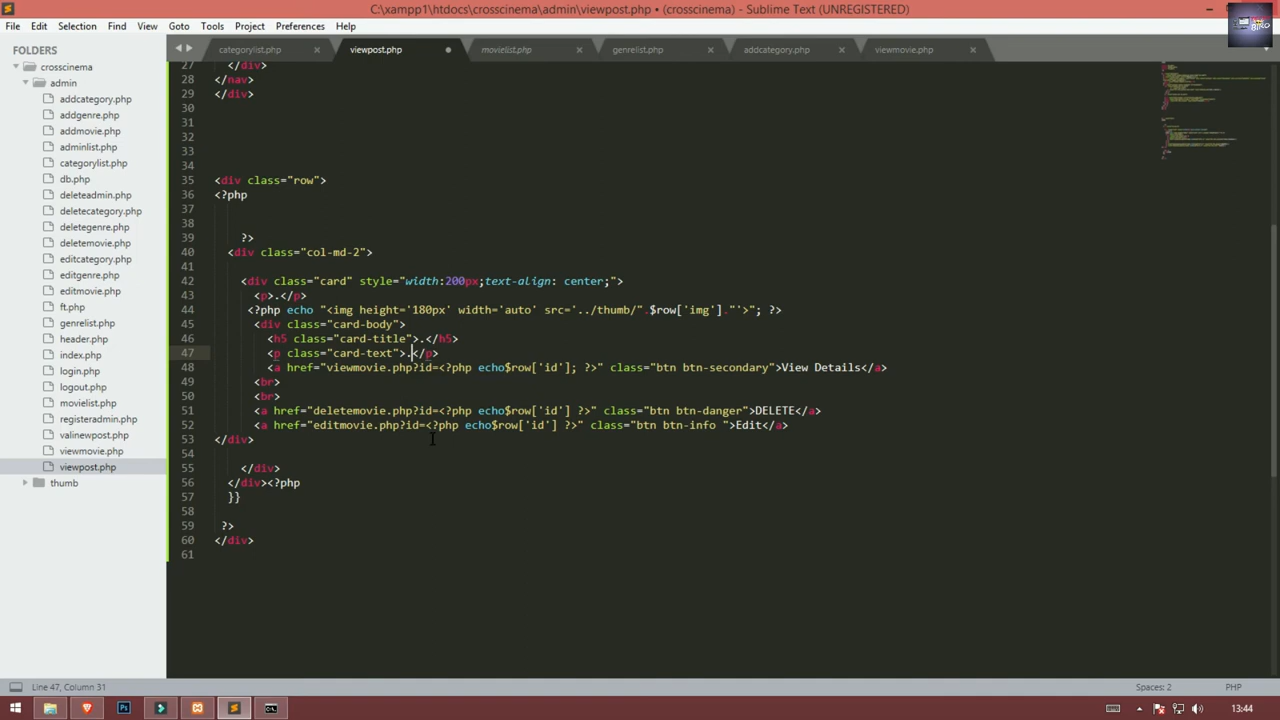 C:\xampp1\htdocs\crosscinema\admin\viewpost.php • (crosscinema) - Sublime Text (UNREGISTERED)
File Edit Selection Find View Goto Tools Project Preferences Help
FOLDERS
crosscinema
admin
addcategory.php
addgenre.php
addmovie.php
adminlist.php
categorylist.php
db.php
deleteadmin.php
deletecategory.php
deletegenre.php
deletemovie.php
editcategory.php
editgenre.php
editmovie.php
ft.php
genrelist.php
header.php
index.php
login.php
logout.php
movielist.php
registeradmin.php
valinewpost.php
viewmovie.php
viewpost.php
thumb
categorylist.php viewpost.php movielist.php genrelist.php addcategory.php viewmovie.php
27 </div>
28 </nav>
29 </div>
30
31
32
33
34
35 <div class="row">
36 <?php
37
38
39 ?>
40 <div class="col-md-2">
41
42 <div class="card" style="width:200px;text-align: center;">
43 <p>.</p>
44 <?php echo "<img height='180px' width='auto' src='../thumb/".$row['img']."'>"; ?>
45 <div class="card-body">
46 <h5 class="card-title">.</h5>
47 <p class="card-text">.</p>
48 <a href="viewmovie.php?id=<?php echo$row['id']; ?>" class="btn btn-secondary">View Details</a>
49 <br>
50 <br>
51 <a href="deletemovie.php?id=<?php echo$row['id'] ?>" class="btn btn-danger">DELETE</a>
52 <a href="editmovie.php?id=<?php echo$row['id'] ?>" class="btn btn-info ">Edit</a>
53 </div>
54
55 </div>
56 </div><?php
57 }}
58
59 ?>
60 </div>
61
Line 47, Column 31 Spaces: 2 PHP
13:44